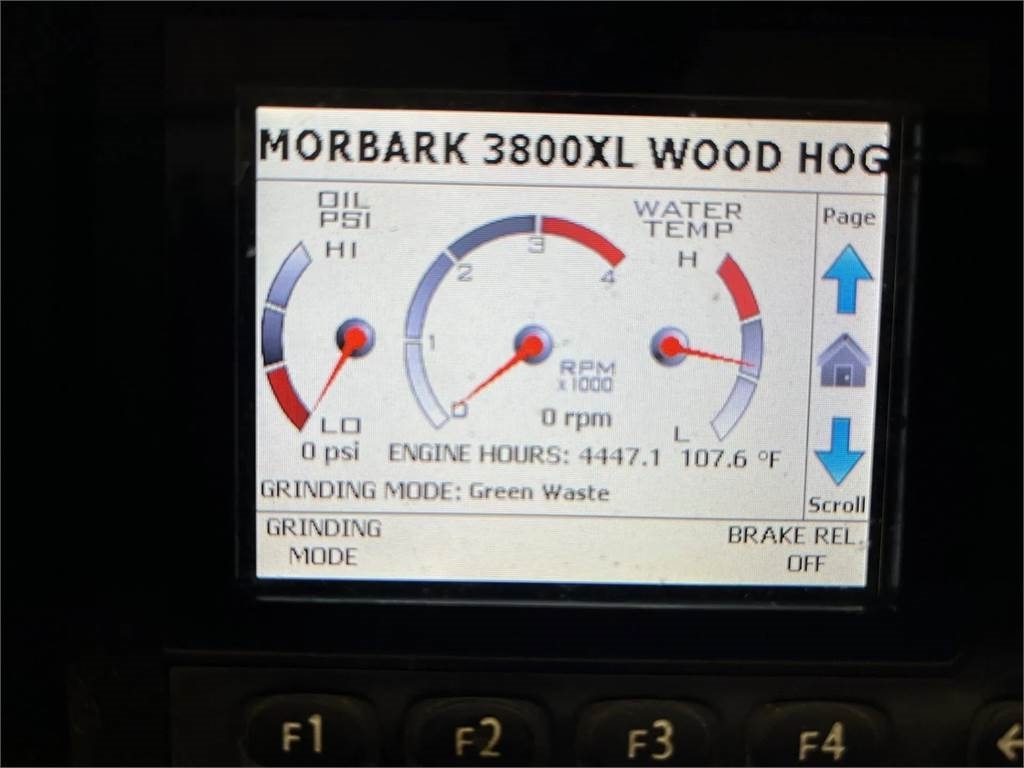 MORBARK 3800XL WOOD HOG
OIL
PSI
HI
LO
0 psi
0
1
2
3
4
RPM
x1000
0 rpm
WATER
TEMP
H
L
107.6 °F
Page
Scroll
ENGINE HOURS: 4447.1
GRINDING MODE: Green Waste
GRINDING
MODE
BRAKE REL.
OFF
F1
F2
F3
F4
←